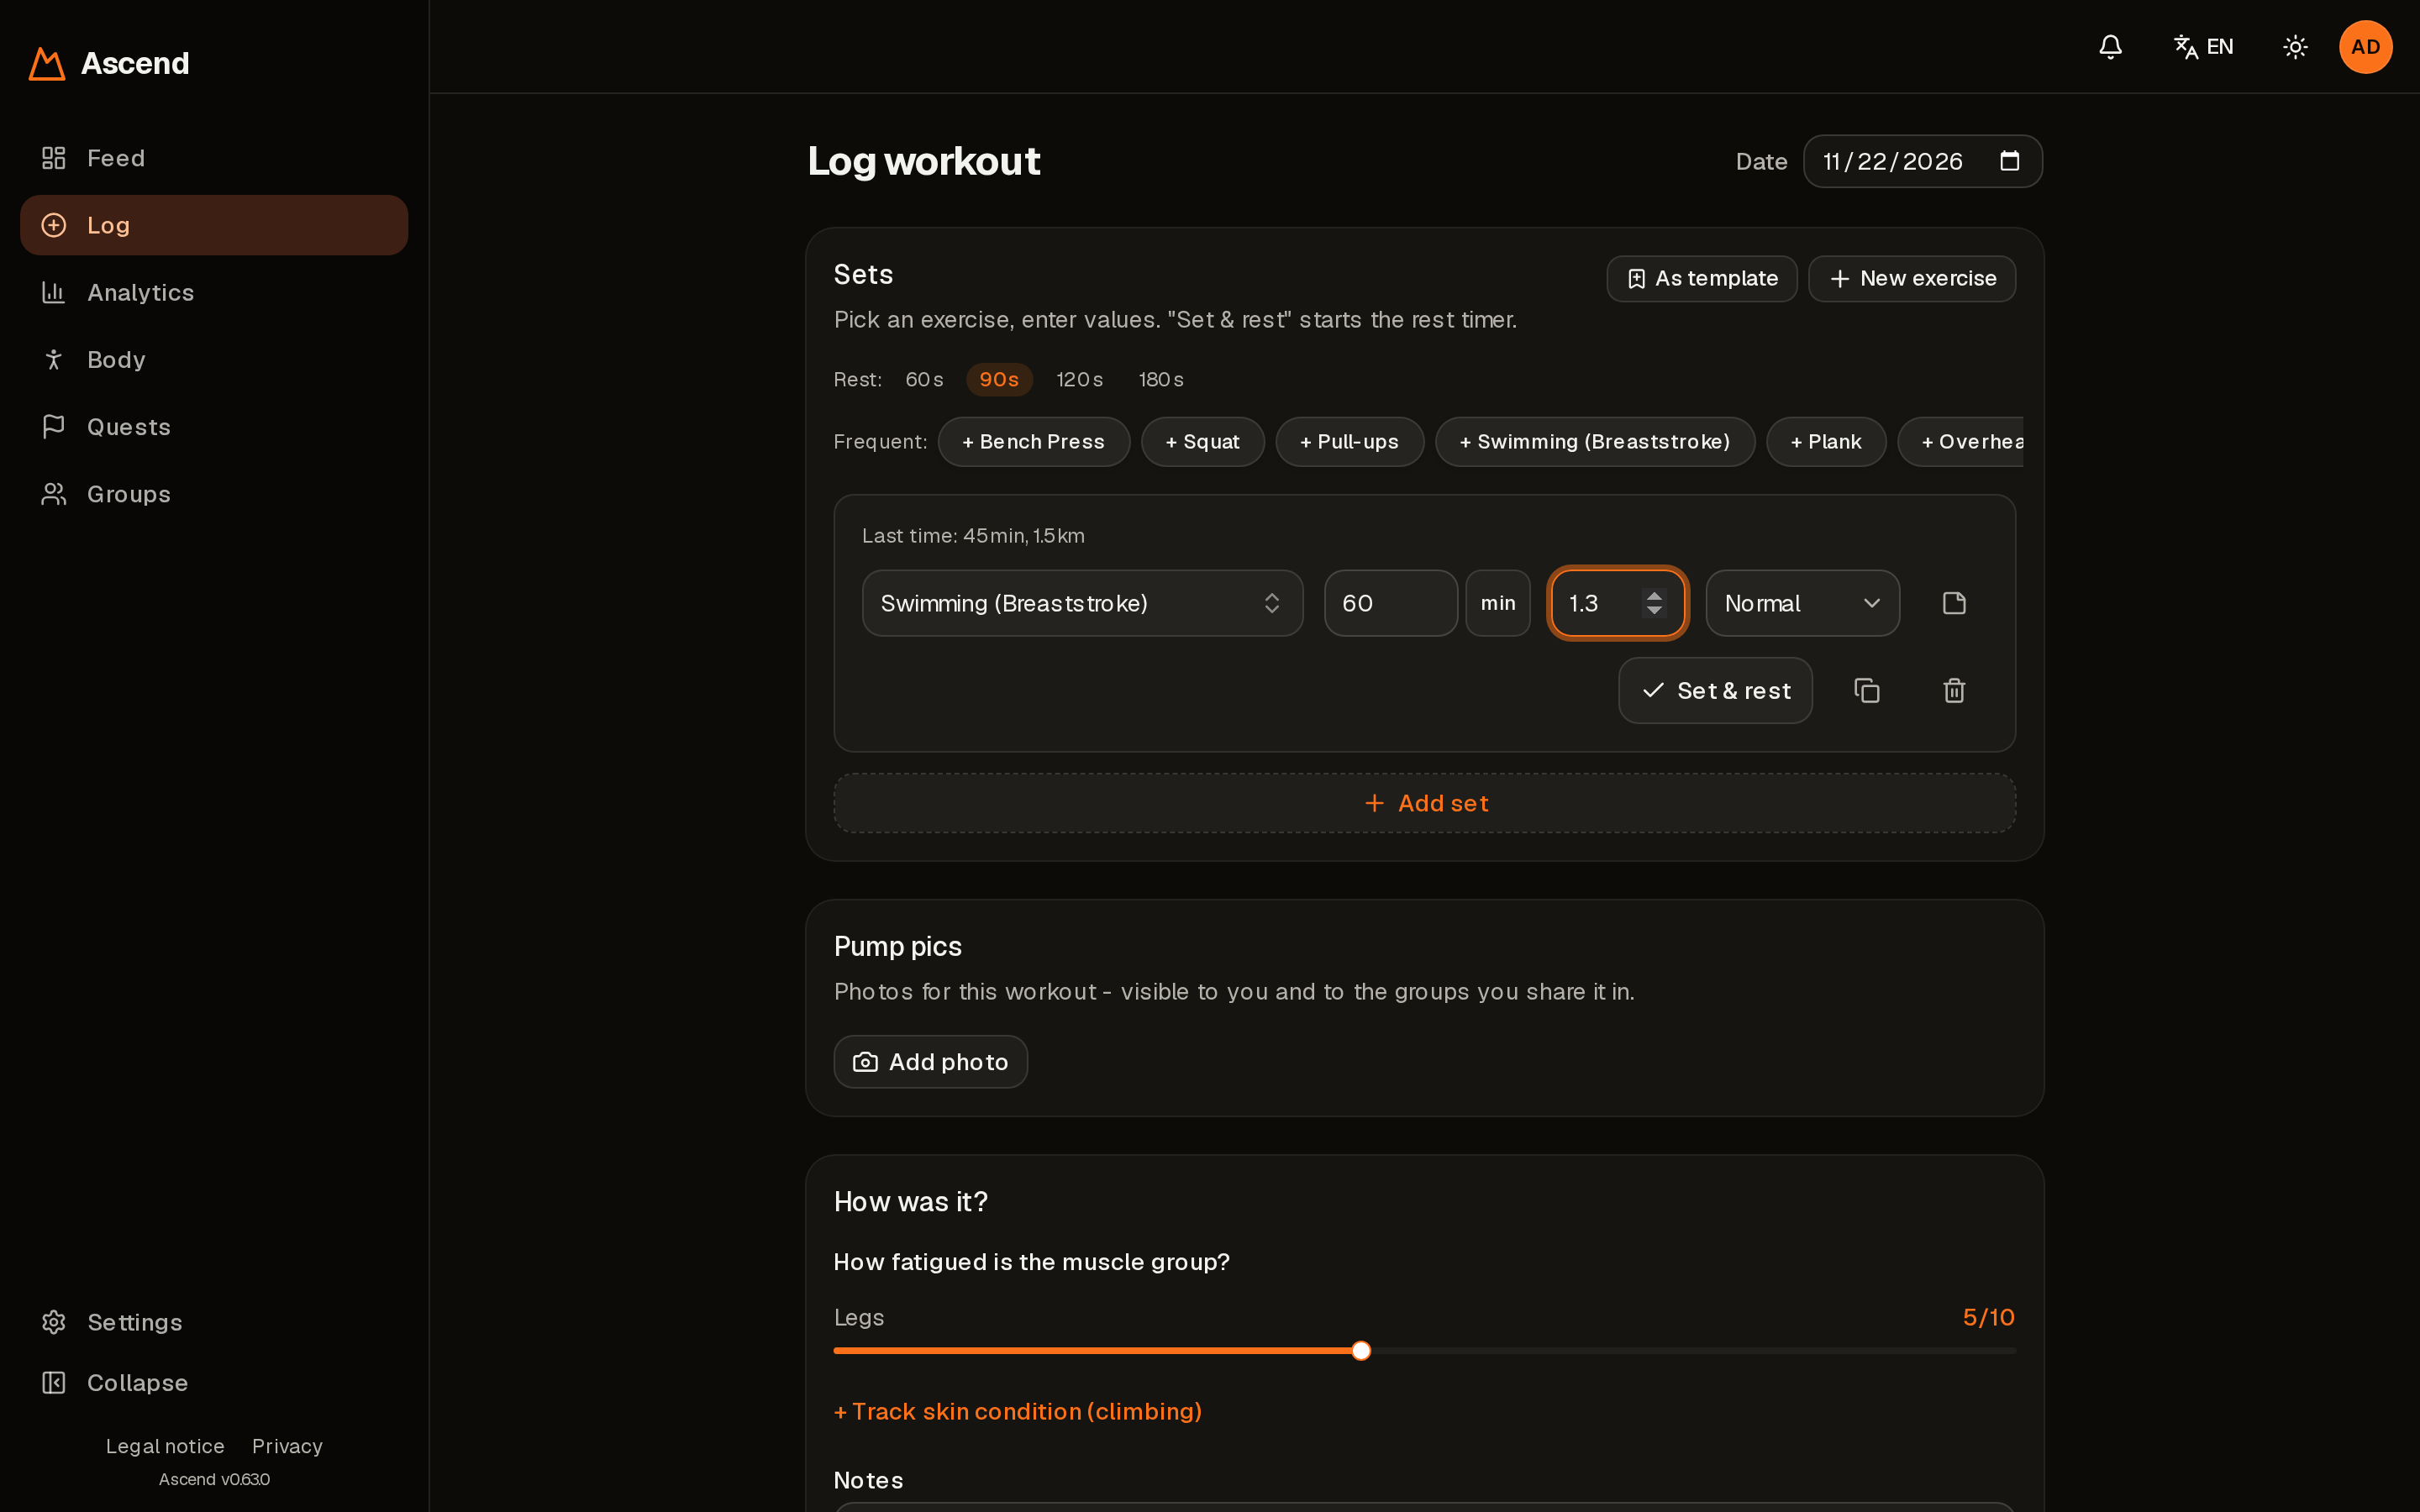 Ascend
EN
AD
Feed
Log
Analytics
Body
Quests
Groups
Settings
Collapse
Legal notice Privacy
Ascend v0.63.0
Log workout
Date 11/22/2026
Sets
As template
New exercise
Pick an exercise, enter values. "Set & rest" starts the rest timer.
Rest: 60s 90s 120s 180s
Frequent: + Bench Press + Squat + Pull-ups + Swimming (Breaststroke) + Plank + Overhea
Last time: 45min, 1.5km
Swimming (Breaststroke) 60 min 1.3 Normal
Set & rest
Add set
Pump pics
Photos for this workout - visible to you and to the groups you share it in.
Add photo
How was it?
How fatigued is the muscle group?
Legs 5/10
+ Track skin condition (climbing)
Notes